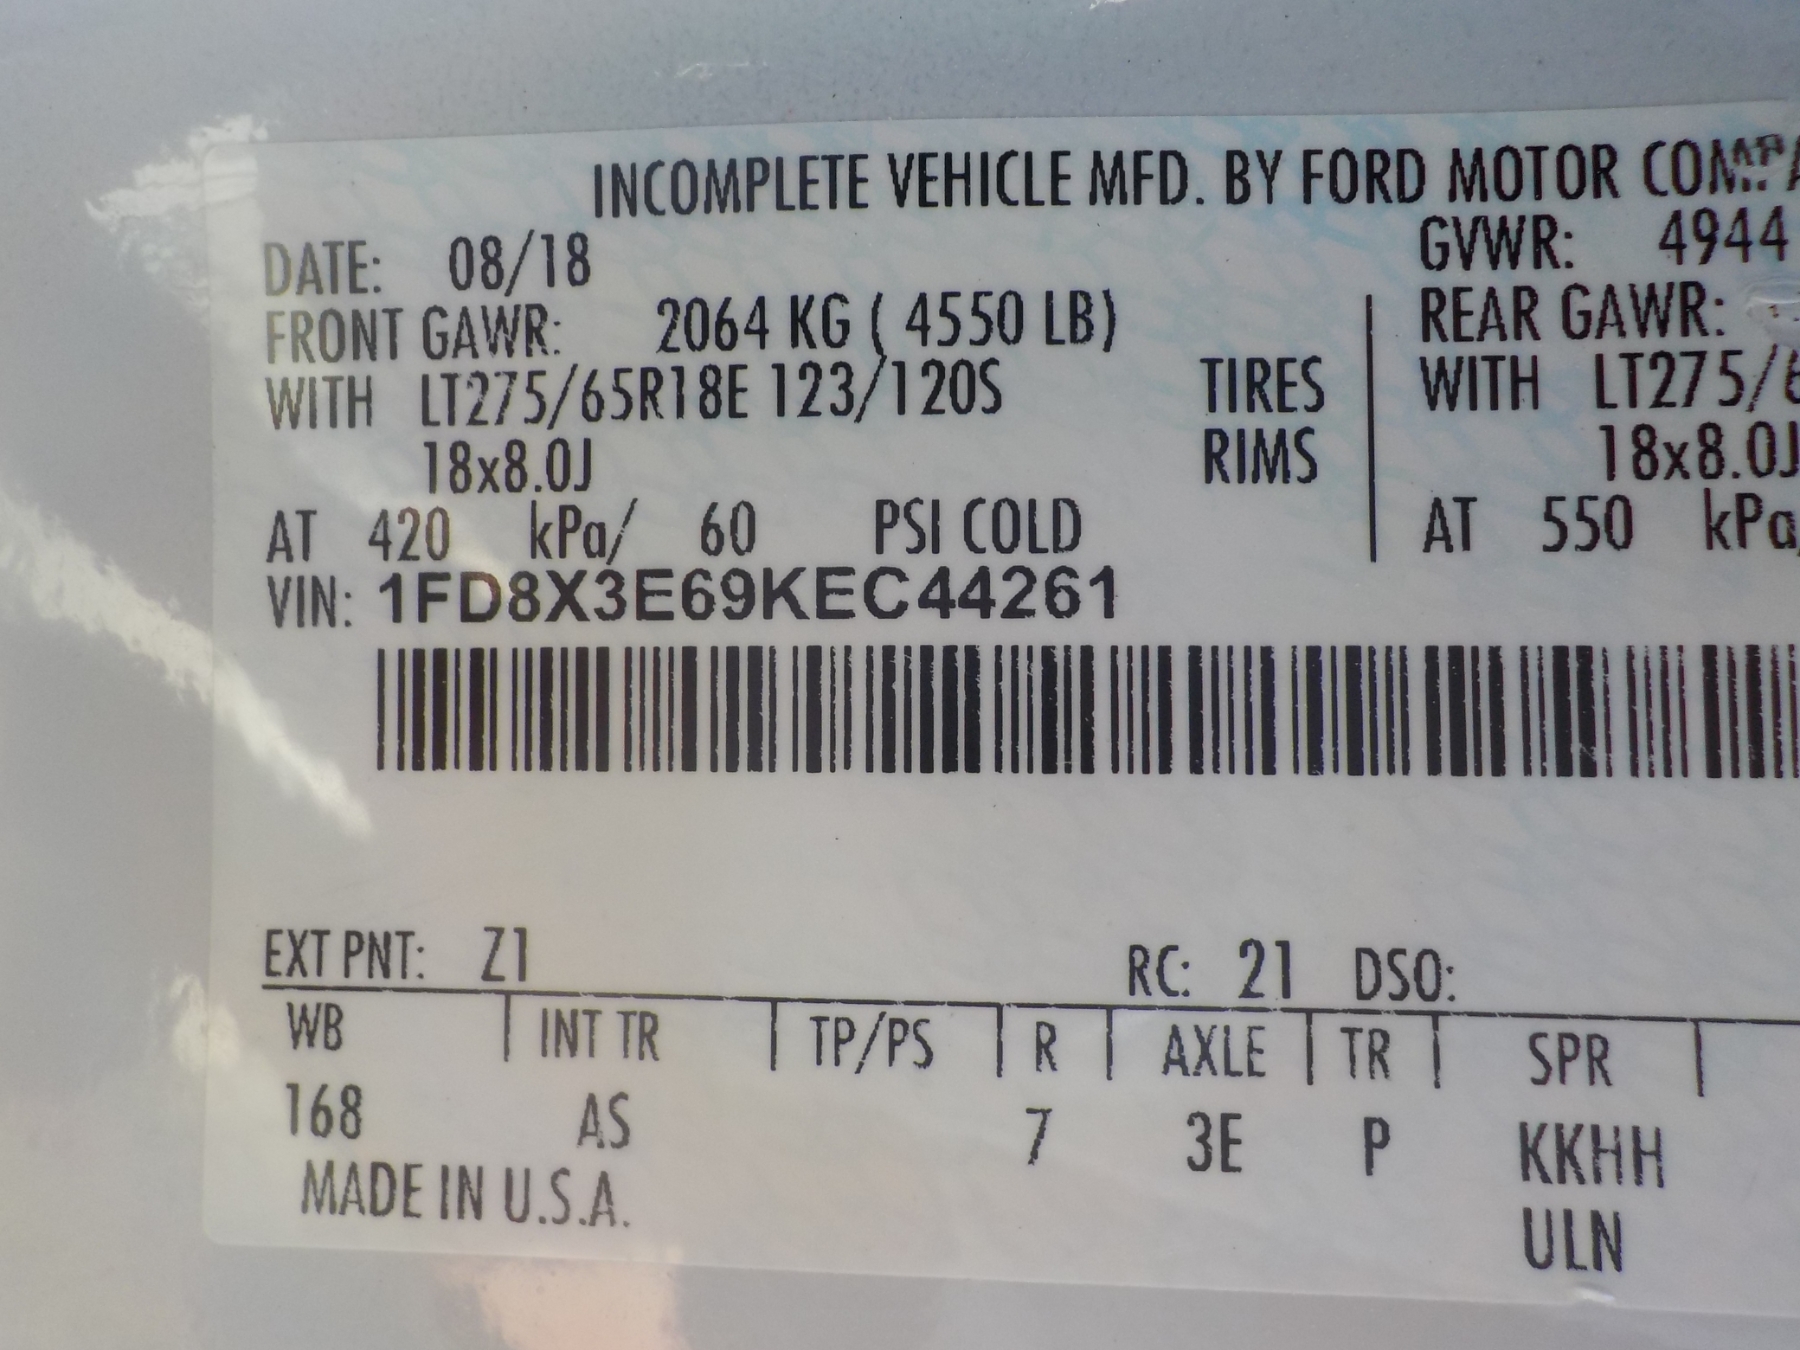 INCOMPLETE VEHICLE MFD. BY FORD MOTOR
DATE: 08/18 GVWR: 4944
FRONT GAWR: 2064 KG ( 4550 LB) REAR GAWR:
WITH LT275/65R18E 123/120S TIRES WITH LT275/6
18x8.0J RIMS 18x8.0J
AT 420 kPa/ 60 PSI COLD AT 550 kPa/
VIN: 1FD8X3E69KEC44261
EXT PNT: Z1 RC: 21 DSO:
WB INT TR TP/PS R AXLE TR SPR
168 AS 7 3E P KKHH
MADE IN U.S.A. ULN